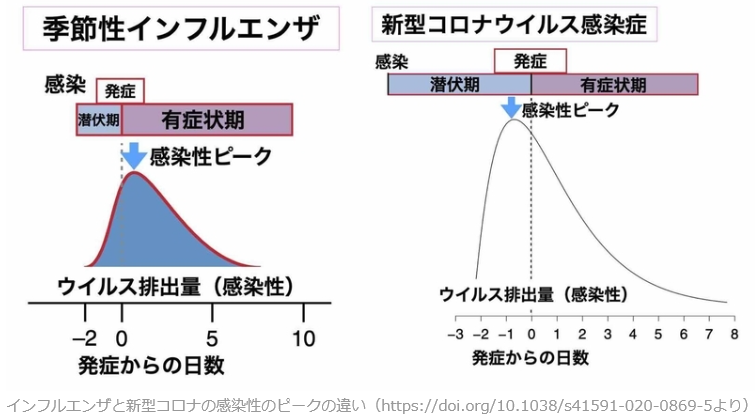 季節性インフルエンザ
感染
発症
潜伏期
有症状期
感染性ピーク
ウイルス排出量（感染性）
−2 0 5 10
発症からの日数
新型コロナウイルス感染症
感染
発症
潜伏期
有症状期
感染性ピーク
ウイルス排出量（感染性）
−3 −2 −1 0 1 2 3 4 5 6 7 8
発症からの日数
インフルエンザと新型コロナの感染性のピークの違い（https://doi.org/10.1038/s41591-020-0869-5より）